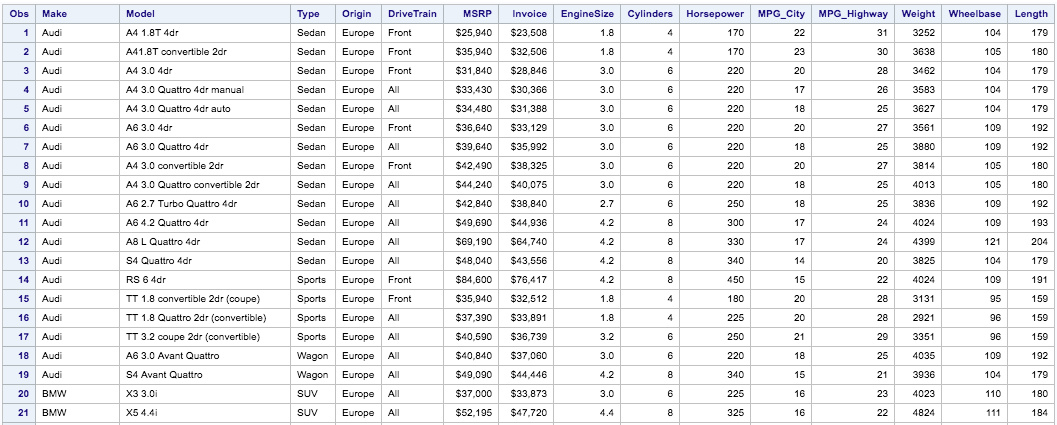 Obs Make Model Type Origin DriveTrain MSRP Invoice EngineSize Cylinders Horsepower MPG_City MPG_Highway Weight Wheelbase Length
1 Audi A4 1.8T 4dr Sedan Europe Front $25,940 $23,508 1.8 4 170 22 31 3252 104 179
2 Audi A41.8T convertible 2dr Sedan Europe Front $35,940 $32,506 1.8 4 170 23 30 3638 105 180
3 Audi A4 3.0 4dr Sedan Europe Front $31,840 $28,846 3.0 6 220 20 28 3462 104 179
4 Audi A4 3.0 Quattro 4dr manual Sedan Europe All $33,430 $30,366 3.0 6 220 17 26 3583 104 179
5 Audi A4 3.0 Quattro 4dr auto Sedan Europe All $34,480 $31,388 3.0 6 220 18 25 3627 104 179
6 Audi A6 3.0 4dr Sedan Europe Front $36,640 $33,129 3.0 6 220 20 27 3561 109 192
7 Audi A6 3.0 Quattro 4dr Sedan Europe All $39,640 $35,992 3.0 6 220 18 25 3880 109 192
8 Audi A4 3.0 convertible 2dr Sedan Europe Front $42,490 $38,325 3.0 6 220 20 27 3814 105 180
9 Audi A4 3.0 Quattro convertible 2dr Sedan Europe All $44,240 $40,075 3.0 6 220 18 25 4013 105 180
10 Audi A6 2.7 Turbo Quattro 4dr Sedan Europe All $42,840 $38,840 2.7 6 250 18 25 3836 109 192
11 Audi A6 4.2 Quattro 4dr Sedan Europe All $49,690 $44,936 4.2 8 300 17 24 4024 109 193
12 Audi A8 L Quattro 4dr Sedan Europe All $69,190 $64,740 4.2 8 330 17 24 4399 121 204
13 Audi S4 Quattro 4dr Sedan Europe All $48,040 $43,556 4.2 8 340 14 20 3825 104 179
14 Audi RS 6 4dr Sports Europe Front $84,600 $76,417 4.2 8 450 15 22 4024 109 191
15 Audi TT 1.8 convertible 2dr (coupe) Sports Europe Front $35,940 $32,512 1.8 4 180 20 28 3131 95 159
16 Audi TT 1.8 Quattro 2dr (convertible) Sports Europe All $37,390 $33,891 1.8 4 225 20 28 2921 96 159
17 Audi TT 3.2 coupe 2dr (convertible) Sports Europe All $40,590 $36,739 3.2 6 250 21 29 3351 96 159
18 Audi A6 3.0 Avant Quattro Wagon Europe All $40,840 $37,060 3.0 6 220 18 25 4035 109 192
19 Audi S4 Avant Quattro Wagon Europe All $49,090 $44,446 4.2 8 340 15 21 3936 104 179
20 BMW X3 3.0i SUV Europe All $37,000 $33,873 3.0 6 225 16 23 4023 110 180
21 BMW X5 4.4i SUV Europe All $52,195 $47,720 4.4 8 325 16 22 4824 111 184